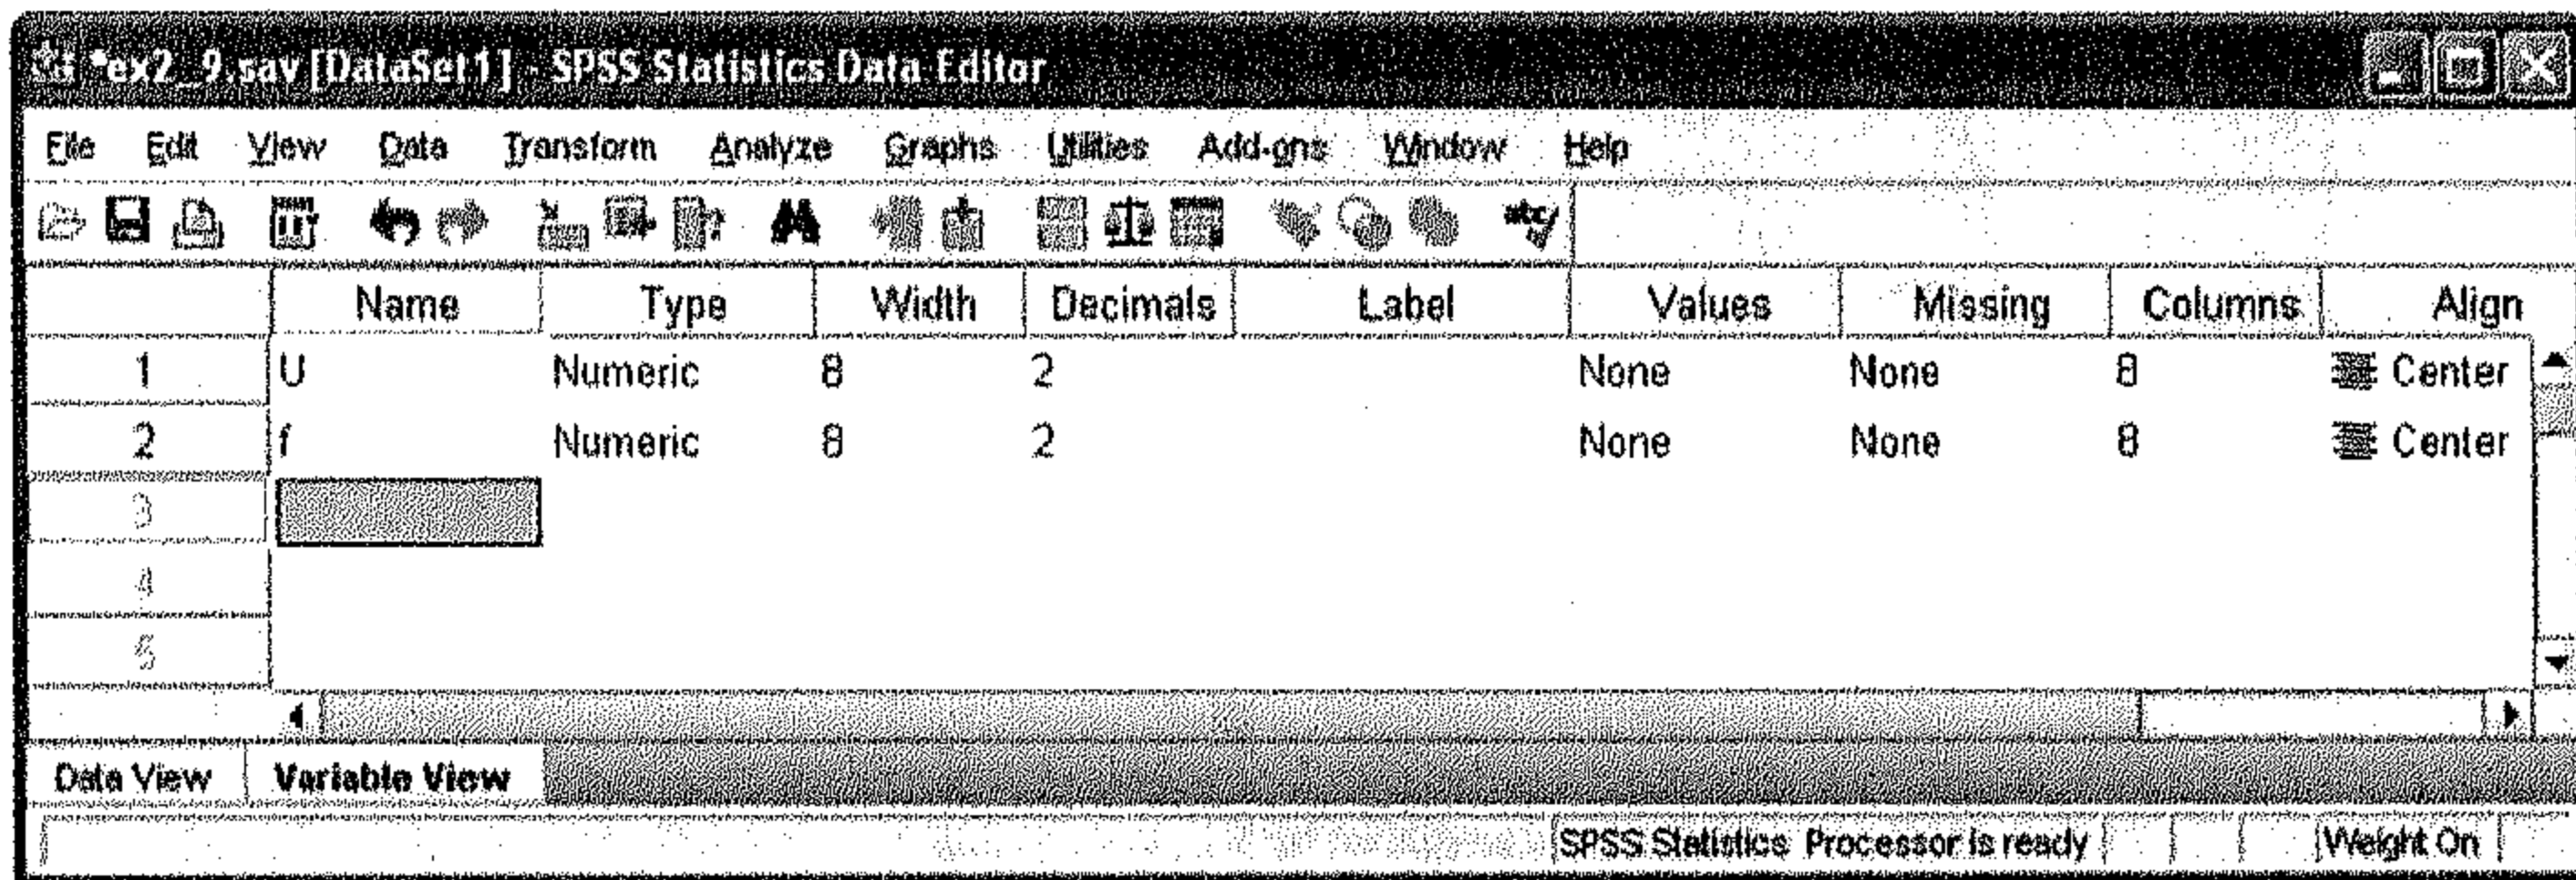 *ex2_9.sav [DataSet1] - SPSS Statistics Data Editor
File Edit View Data Transform Analyze Graphs Utilities Add-ons Window Help
Name Type Width Decimals Label Values Missing Columns Align
1 U Numeric 8 2 None None 8 Center
2 f Numeric 8 2 None None 8 Center
3
4
5
Data View Variable View
SPSS Statistics Processor is ready Weight On